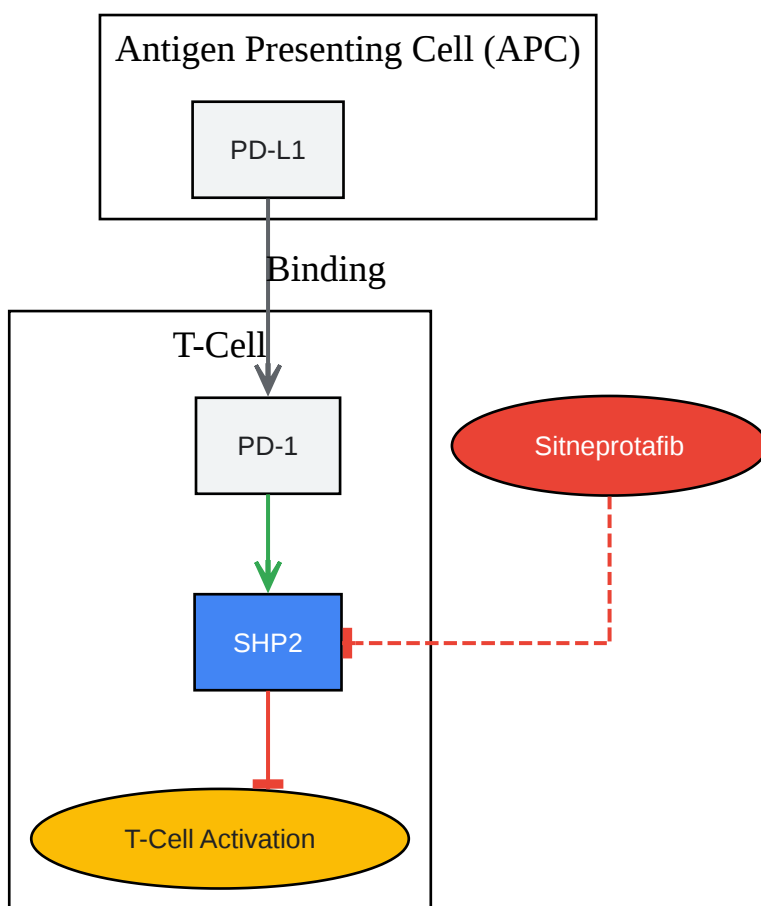 Antigen Presenting Cell (APC)
PD-L1
Binding
T-Cell
PD-1
Sitneprotafib
SHP2
T-Cell Activation